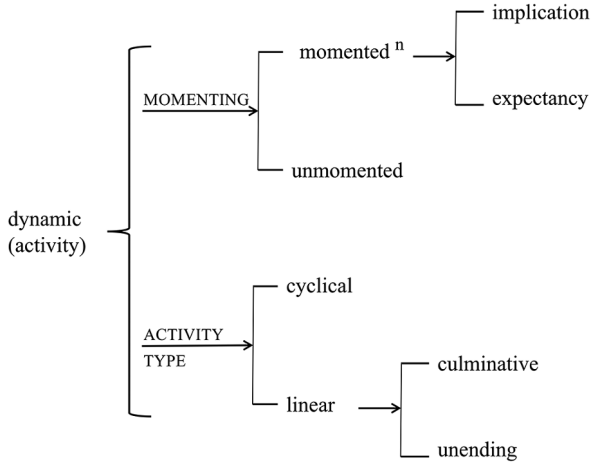 implication
momented n
expectancy
MOMENTING
unmomented
dynamic
(activity)
cyclical
ACTIVITY
TYPE
linear
culminative
unending